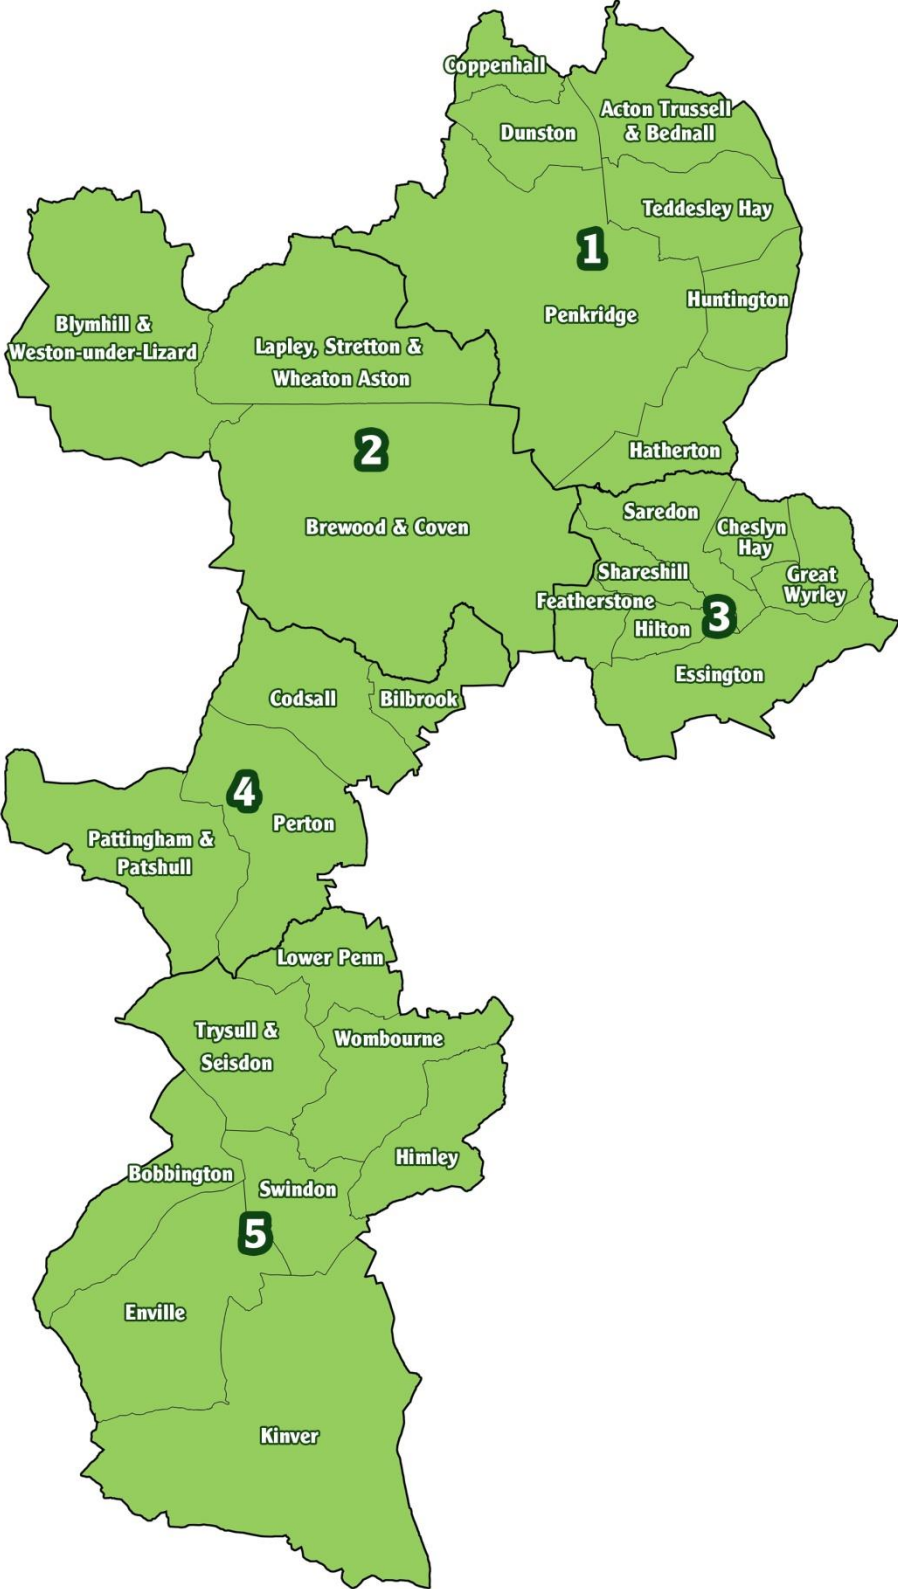 Coppenhall
Acton Trussell
& Bednall
Dunston
Teddesley Hay
1
Huntington
Penkridge
Blymhill &
Weston-under-Lizard
Lapley, Stretton &
Wheaton Aston
2
Hatherton
Saredon
Brewood & Coven
Cheslyn
Hay
Shareshill
Great
Wyrley
Featherstone
3
Hilton
Essington
Codsall
Bilbrook
4
Perton
Pattingham &
Patshull
Lower Penn
Trysull &
Seisdon
Wombourne
Himley
Bobbington
Swindon
5
Enville
Kinver